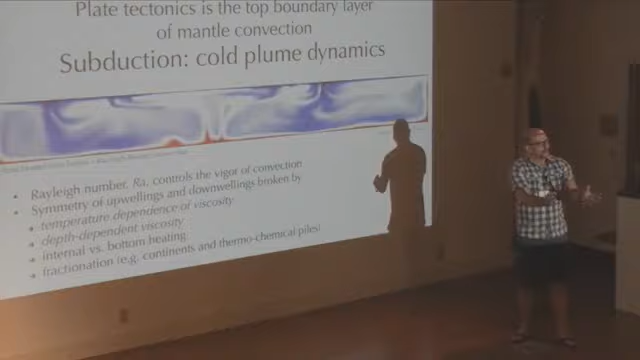 Plate tectonics is the top boundary layer
of mantle convection
Subduction: cold plume dynamics
• Rayleigh number, Ra, controls the vigor of convection
• Symmetry of upwellings and downwellings broken by
temperature dependence of viscosity
depth-dependent viscosity
internal vs. bottom heating
fractionation (e.g. continents and thermo-chemical piles)